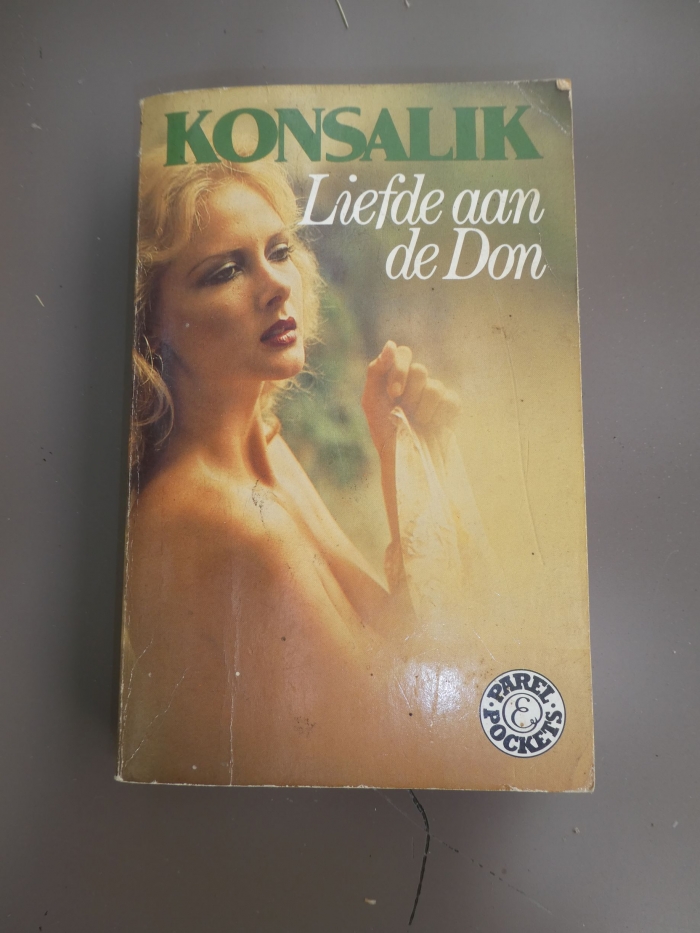 KONSALIK
Liefde aan
de Don
PAREL
E
POCKETS